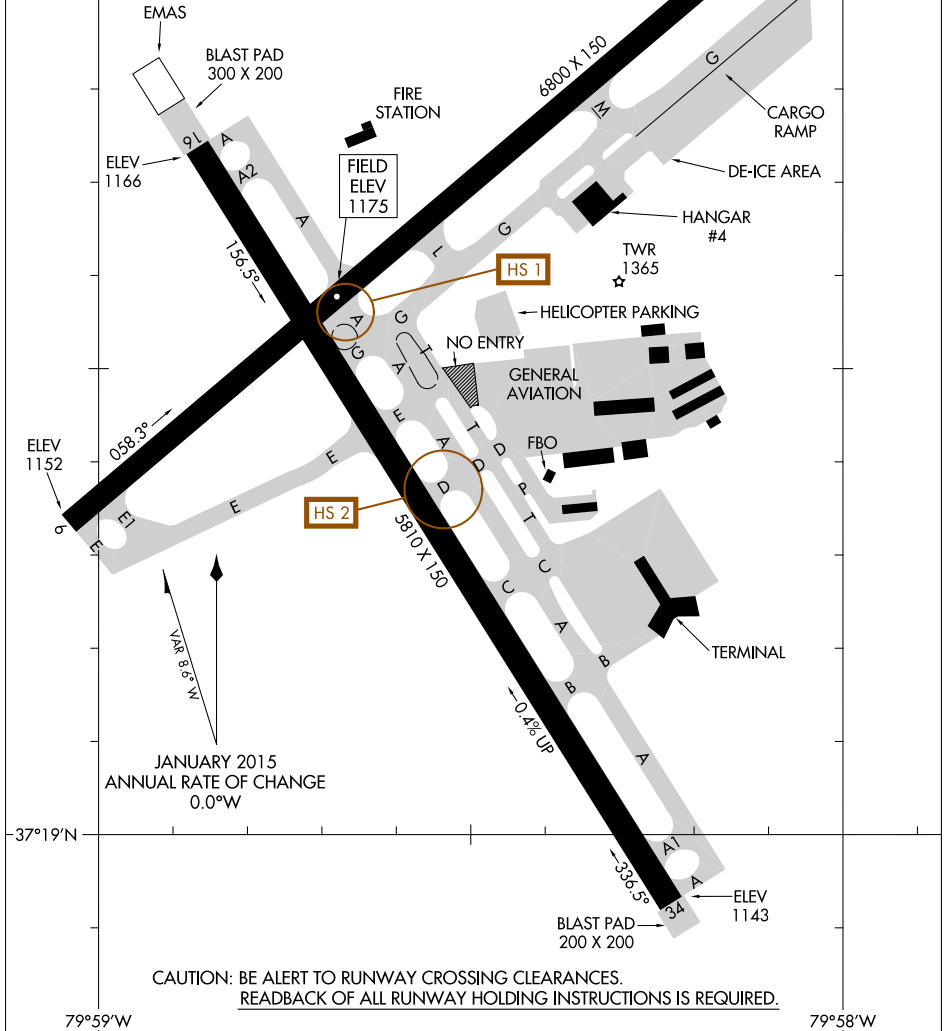 EMAS
BLAST PAD
300 X 200
FIRE
STATION
6800 X 150
G
M
CARGO
RAMP
DE-ICE AREA
16
A
A2
A
ELEV
1166
FIELD
ELEV
1175
HANGAR
#4
G
L
TWR
1365
HS 1
156.5°
HELICOPTER PARKING
A
G
G
T
NO ENTRY
GENERAL
AVIATION
A
E
A
T
D
FBO
058.3°
ELEV
1152
9
E1
E
E
E
HS 2
D
D
P
T
5810 X 150
C
C
A
B
B
TERMINAL
VAR 8.6° W
0.4% UP
JANUARY 2015
ANNUAL RATE OF CHANGE
0.0°W
A
37°19'N
A1
A
336.5°
34
ELEV
1143
BLAST PAD
200 X 200
CAUTION: BE ALERT TO RUNWAY CROSSING CLEARANCES.
READBACK OF ALL RUNWAY HOLDING INSTRUCTIONS IS REQUIRED.
79°59'W
79°58'W